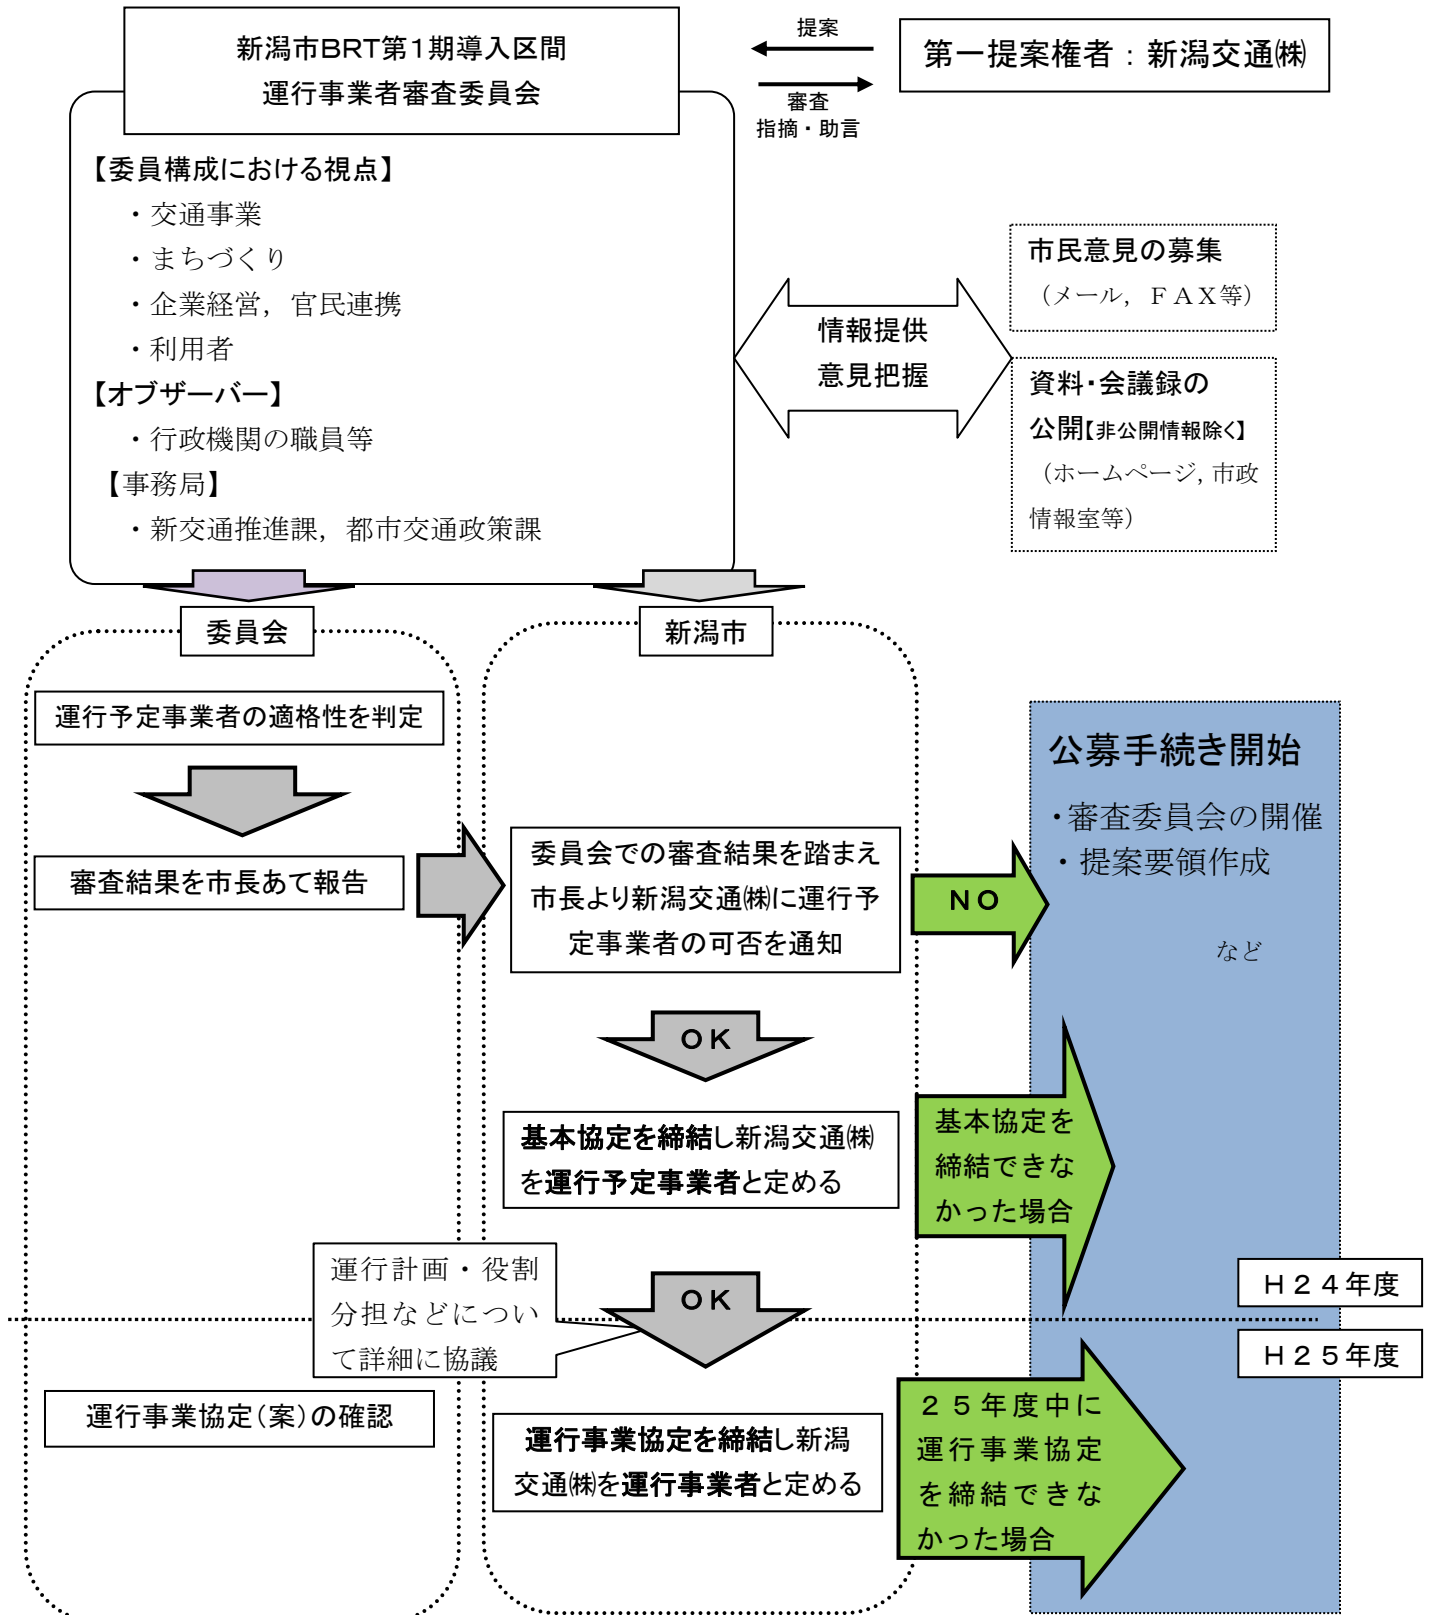 新潟市BRT第1期導入区間
運行事業者審査委員会
提案
審査
指摘・助言
第一提案権者：新潟交通㈱
【委員構成における視点】
・交通事業
・まちづくり
・企業経営，官民連携
・利用者
【オブザーバー】
・行政機関の職員等
【事務局】
・新交通推進課，都市交通政策課
情報提供
意見把握
市民意見の募集
（メール，ＦＡＸ等）
資料・会議録の
公開【非公開情報除く】
（ホームページ，市政
情報室等）
委員会
新潟市
運行予定事業者の適格性を判定
審査結果を市長あて報告
委員会での審査結果を踏まえ
市長より新潟交通㈱に運行予
定事業者の可否を通知
ＮＯ
公募手続き開始
・審査委員会の開催
・提案要領作成
など
ＯＫ
基本協定を締結し新潟交通㈱
を運行予定事業者と定める
基本協定を
締結できな
かった場合
運行計画・役割
分担などについ
て詳細に協議
ＯＫ
Ｈ２４年度
Ｈ２５年度
運行事業協定（案）の確認
運行事業協定を締結し新潟
交通㈱を運行事業者と定める
２５年度中に
運行事業協定
を締結できな
かった場合